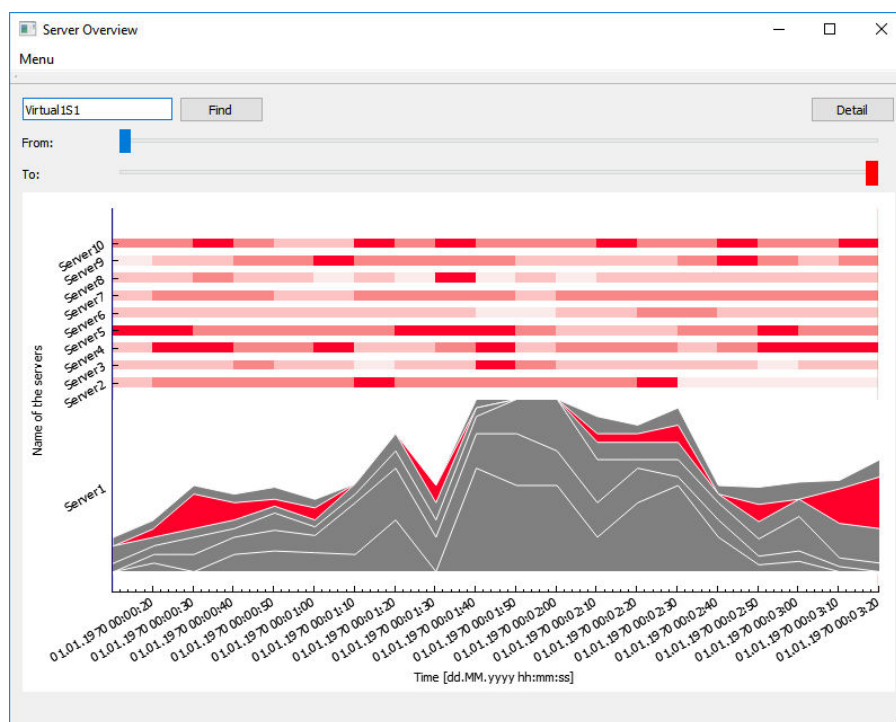 Server Overview
Menu
Virtual1S1
Find
Detail
From:
To:
Name of the servers
Server10
Server9
Server8
Server7
Server6
Server5
Server4
Server3
Server2
Server1
01.01.1970 00:00:20
01.01.1970 00:00:30
01.01.1970 00:00:40
01.01.1970 00:00:50
01.01.1970 00:01:00
01.01.1970 00:01:10
01.01.1970 00:01:20
01.01.1970 00:01:30
01.01.1970 00:01:40
01.01.1970 00:01:50
01.01.1970 00:02:00
01.01.1970 00:02:10
01.01.1970 00:02:20
01.01.1970 00:02:30
01.01.1970 00:02:40
01.01.1970 00:02:50
01.01.1970 00:03:00
01.01.1970 00:03:10
01.01.1970 00:03:20
Time [dd.MM.yyyy hh:mm:ss]